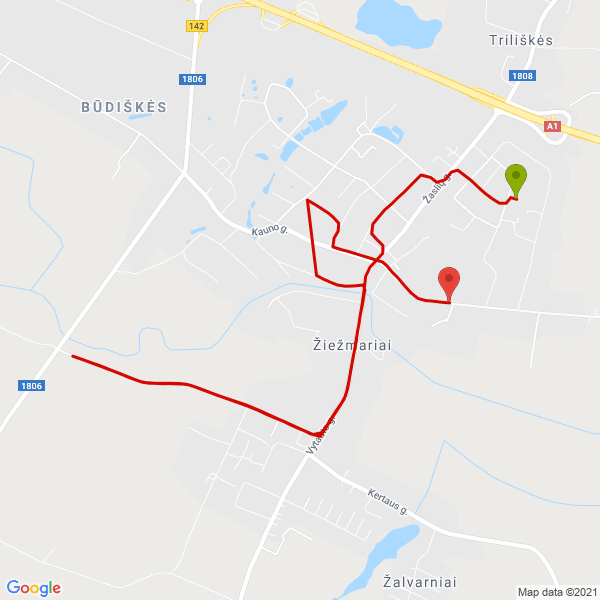 142
Triliškės
1806
1808
BŪDIŠKĖS
A1
Žaslių g.
Kauno g.
Žiežmariai
1806
Vytauto g.
Kertaus g.
Žalvarniai
Google
Map data ©2021